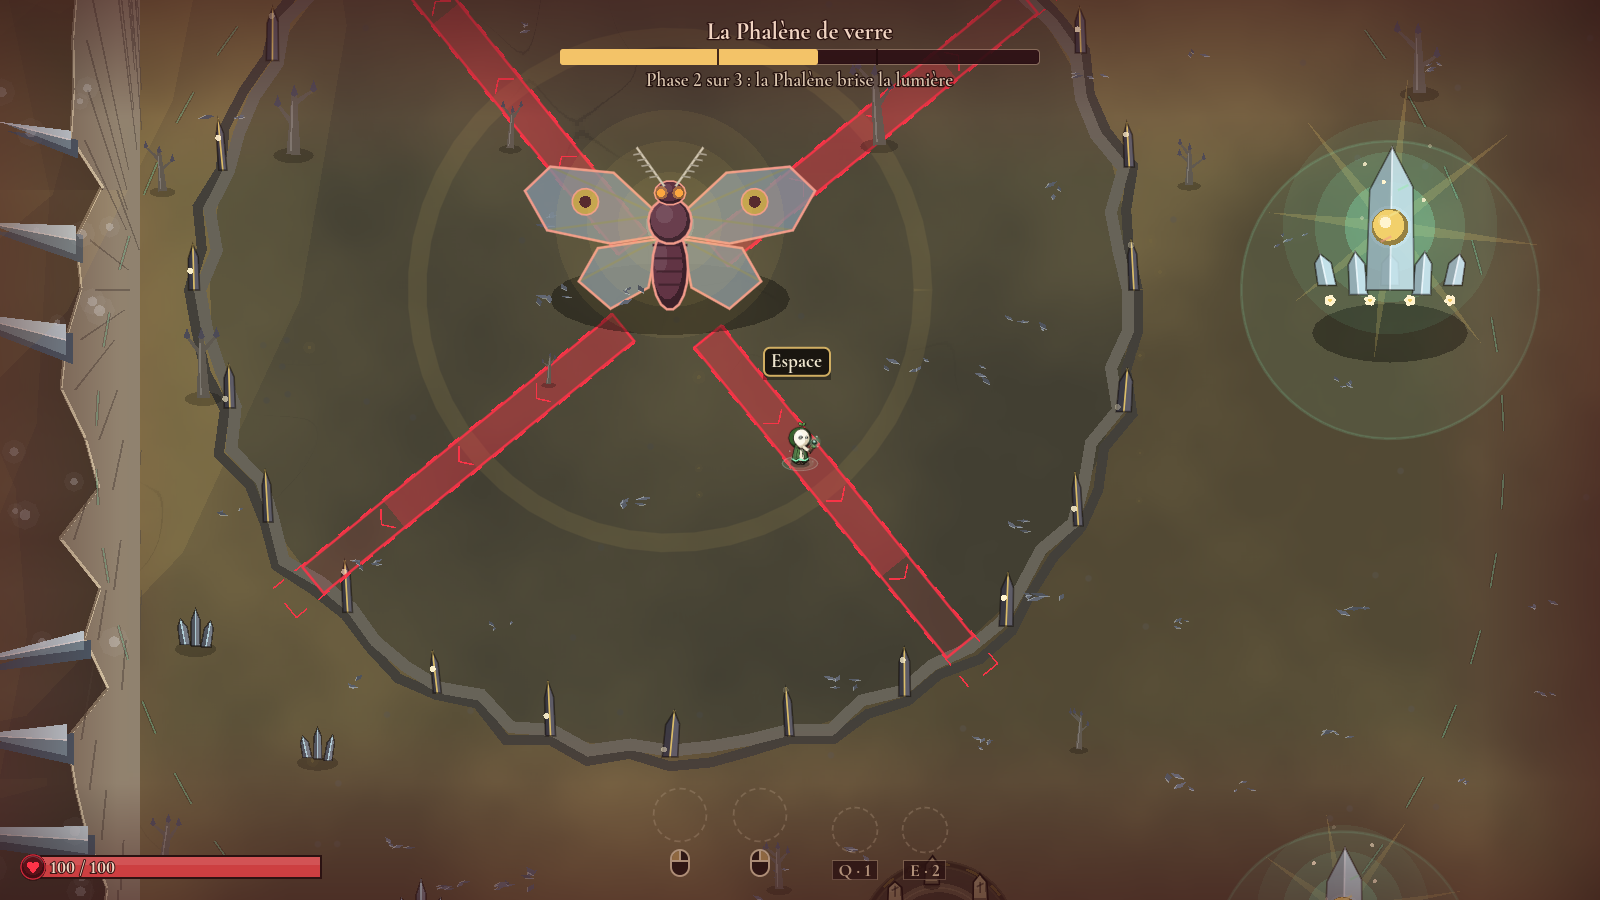 La Phalène de verre
Phase 2 sur 3 : la Phalène brise la lumière
Espace
100 / 100
Q · 1
E · 2